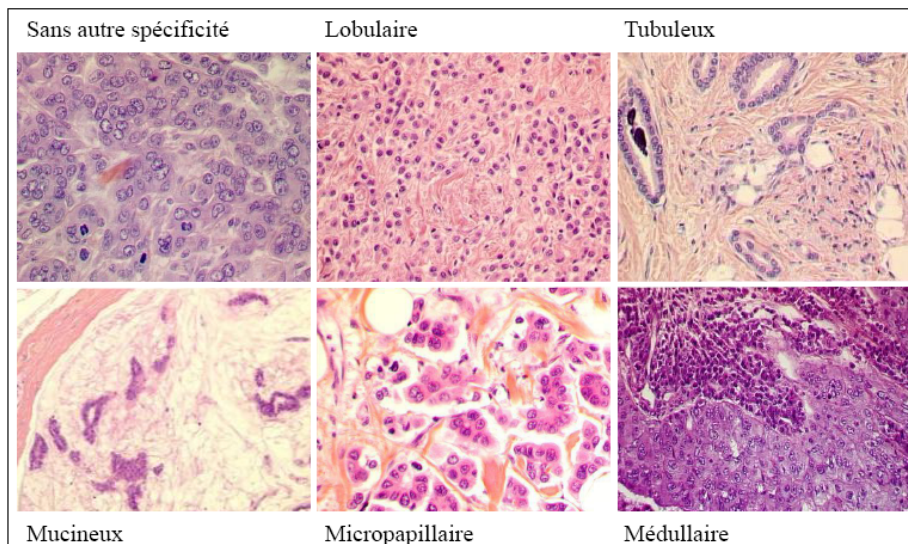 Sans autre spécificité
Lobulaire
Tubuleux
Mucineux
Micropapillaire
Médullaire